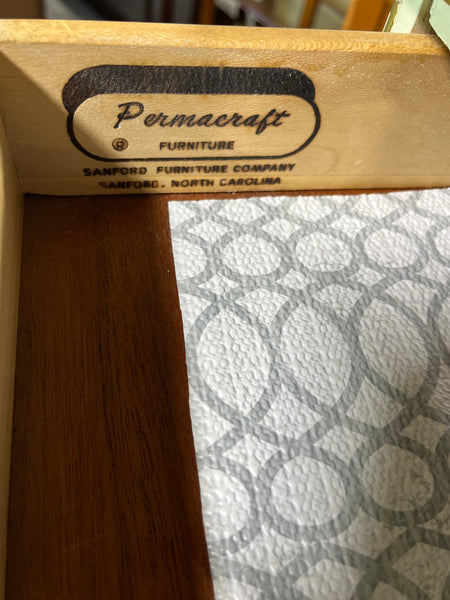 Permacraft
® FURNITURE
SANFORD FURNITURE COMPANY
SANFORD, NORTH CAROLINA